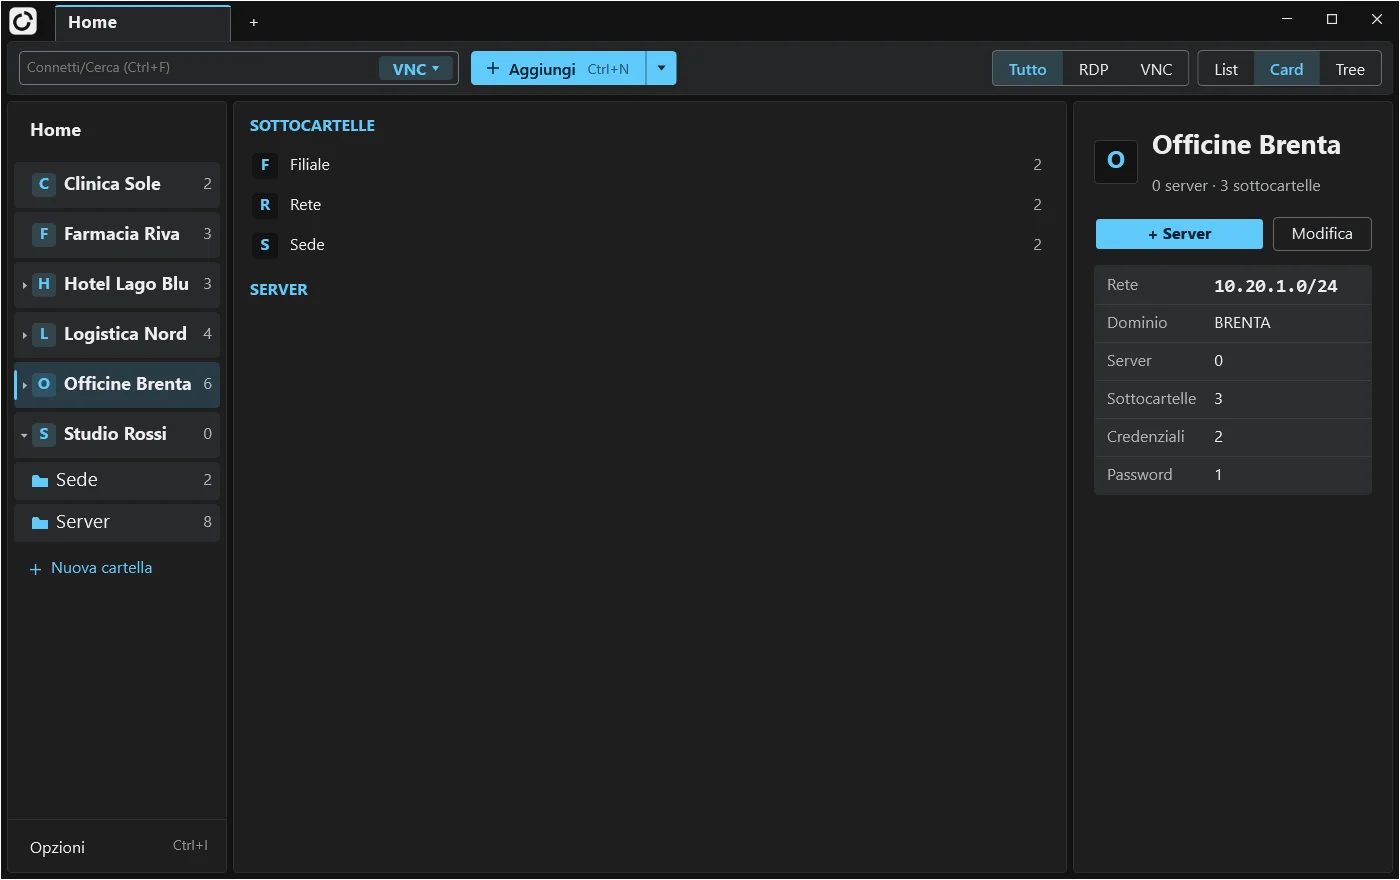 Home
+
Connetti/Cerca (Ctrl+F)
VNC
+ Aggiungi Ctrl+N
Tutto RDP VNC
List Card Tree
Home
C Clinica Sole 2
F Farmacia Riva 3
H Hotel Lago Blu 3
L Logistica Nord 4
O Officine Brenta 6
S Studio Rossi 0
Sede 2
Server 8
+ Nuova cartella
Opzioni Ctrl+I
SOTTOCARTELLE
F Filiale 2
R Rete 2
S Sede 2
SERVER
O
Officine Brenta
0 server · 3 sottocartelle
+ Server
Modifica
Rete 10.20.1.0/24
Dominio BRENTA
Server 0
Sottocartelle 3
Credenziali 2
Password 1